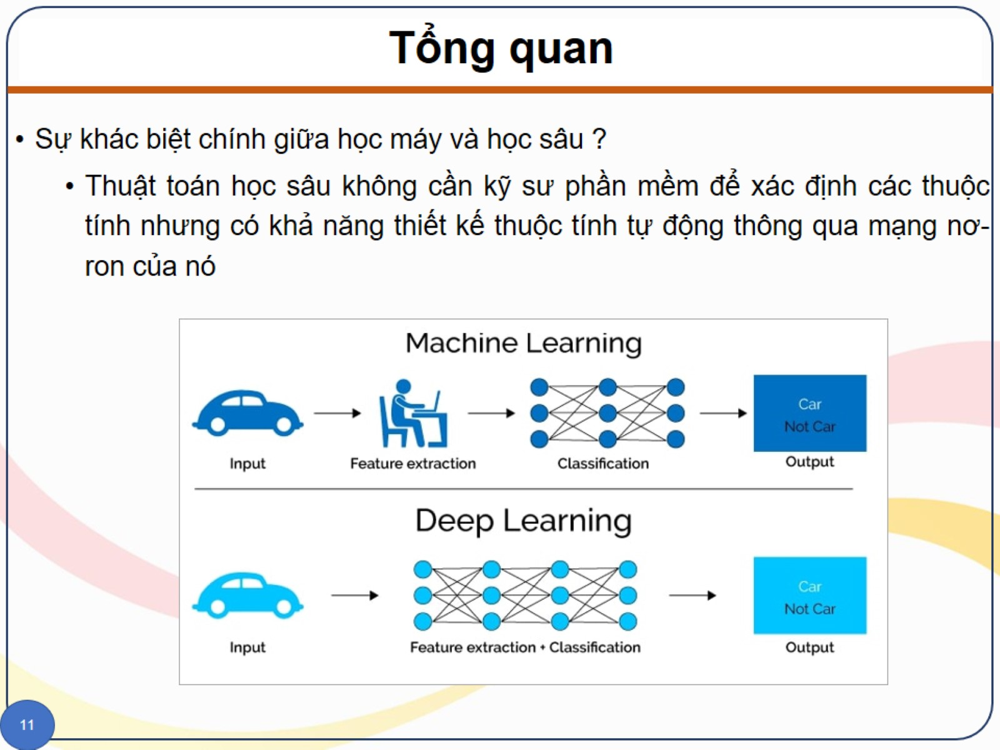 Tổng quan
• Sự khác biệt chính giữa học máy và học sâu ?
• Thuật toán học sâu không cần kỹ sư phần mềm để xác định các thuộc
tính nhưng có khả năng thiết kế thuộc tính tự động thông qua mạng nơ-
ron của nó
Machine Learning
Car
Not Car
Input
Feature extraction
Classification
Output
Deep Learning
Car
Not Car
Input
Feature extraction + Classification
Output
11